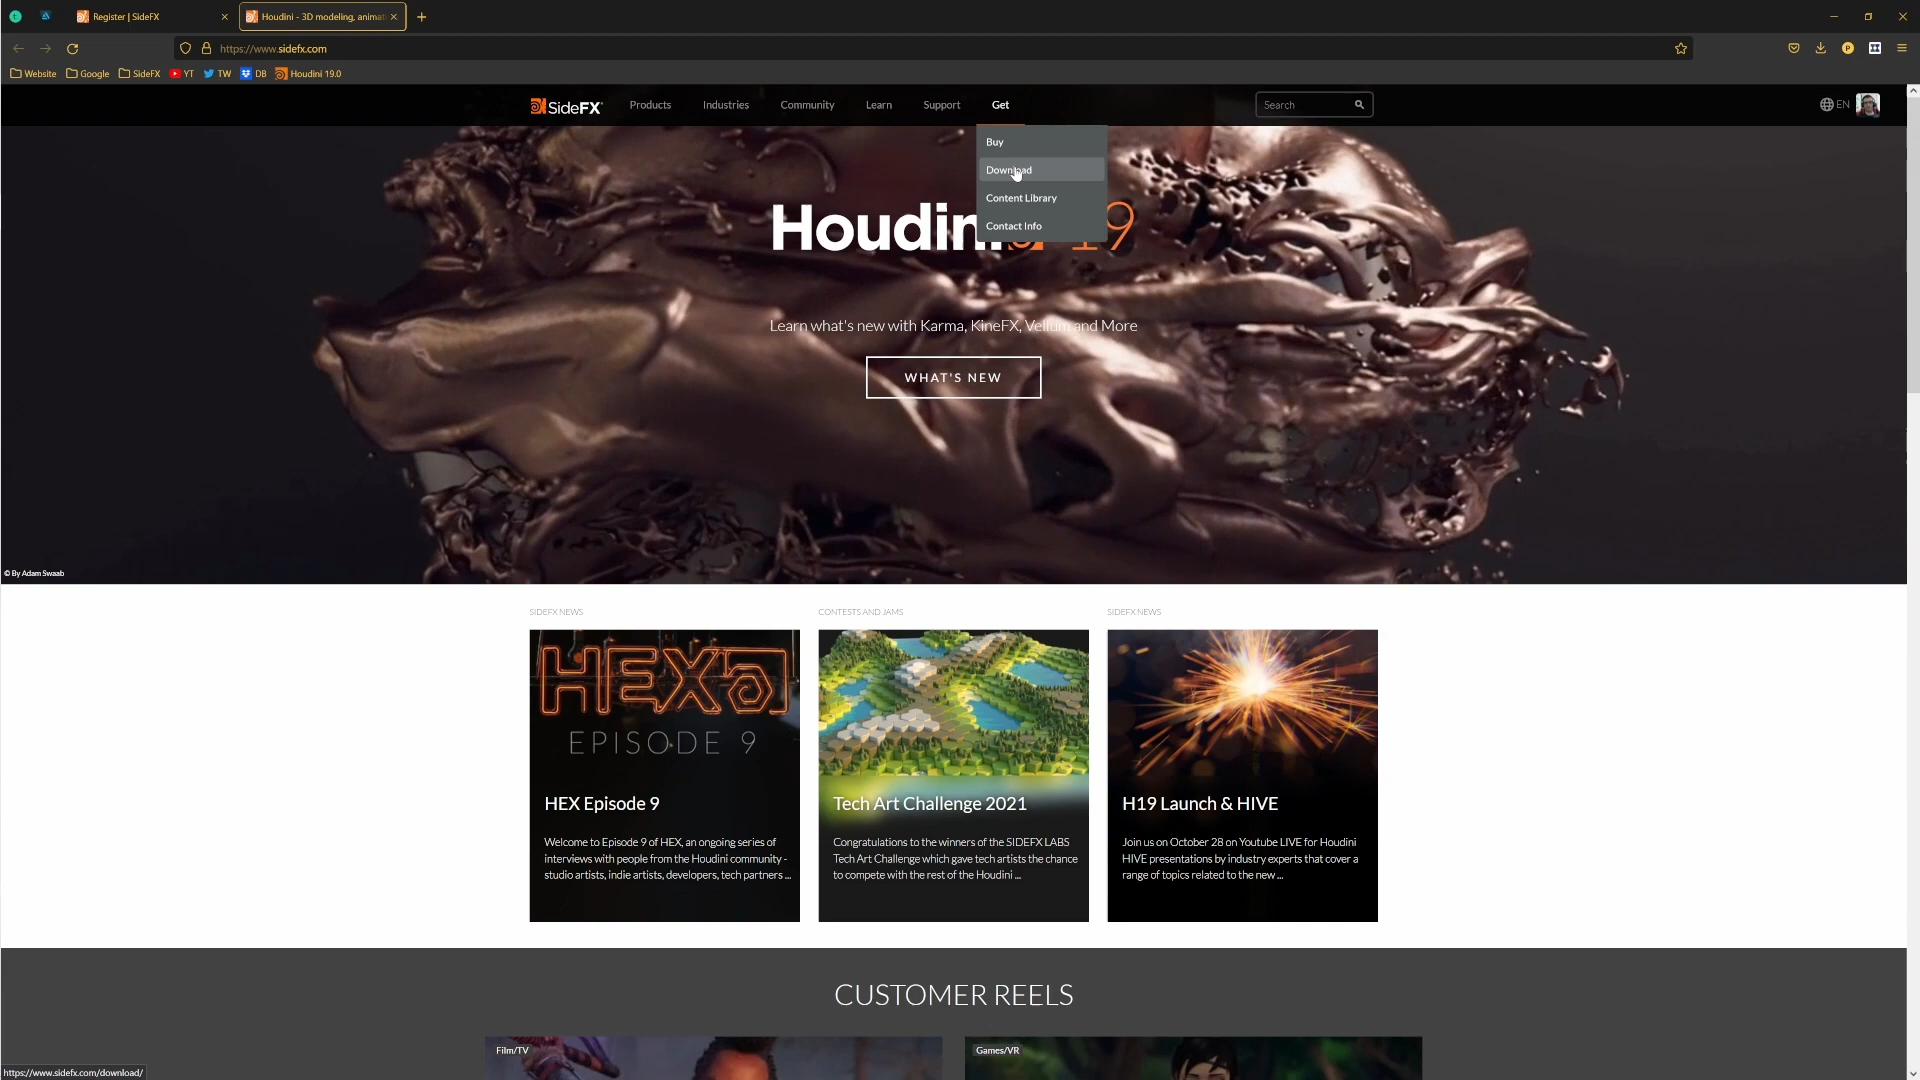 Register | SideFX
Houdini - 3D modeling, animat
https://www.sidefx.com
Website
Google
SideFX
YT
TW
DB
Houdini 19.0
SideFX
Products
Industries
Community
Learn
Support
Get
Search
EN
Buy
Download
Content Library
Contact Info
Houdini 19
Learn what's new with Karma, KineFX, Vellum and More
WHAT'S NEW
© By Adam Swaab
SIDEFX NEWS
HEX
EPISODE 9
HEX Episode 9
Welcome to Episode 9 of HEX, an ongoing series of
interviews with people from the Houdini community -
studio artists, indie artists, developers, tech partners ...
CONTESTS AND JAMS
Tech Art Challenge 2021
Congratulations to the winners of the SIDEFX LABS
Tech Art Challenge which gave tech artists the chance
to compete with the rest of the Houdini ...
SIDEFX NEWS
H19 Launch & HIVE
Join us on October 28 on Youtube LIVE for Houdini
HIVE presentations by industry experts that cover a
range of topics related to the new ...
CUSTOMER REELS
Film/TV
Games/VR
https://www.sidefx.com/download/